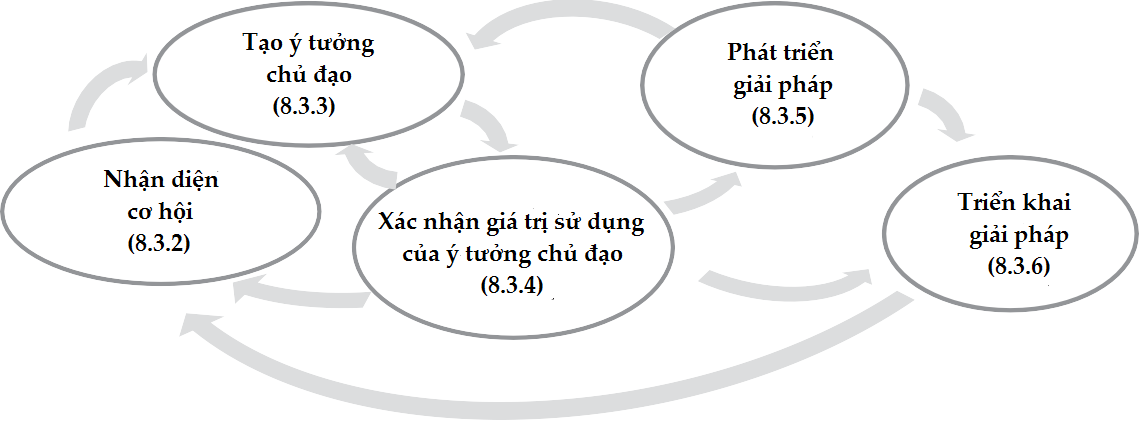 Tạo ý tưởng
chủ đạo
(8.3.3)
Phát triển
giải pháp
(8.3.5)
Nhận diện
cơ hội
(8.3.2)
Xác nhận giá trị sử dụng
của ý tưởng chủ đạo
(8.3.4)
Triển khai
giải pháp
(8.3.6)